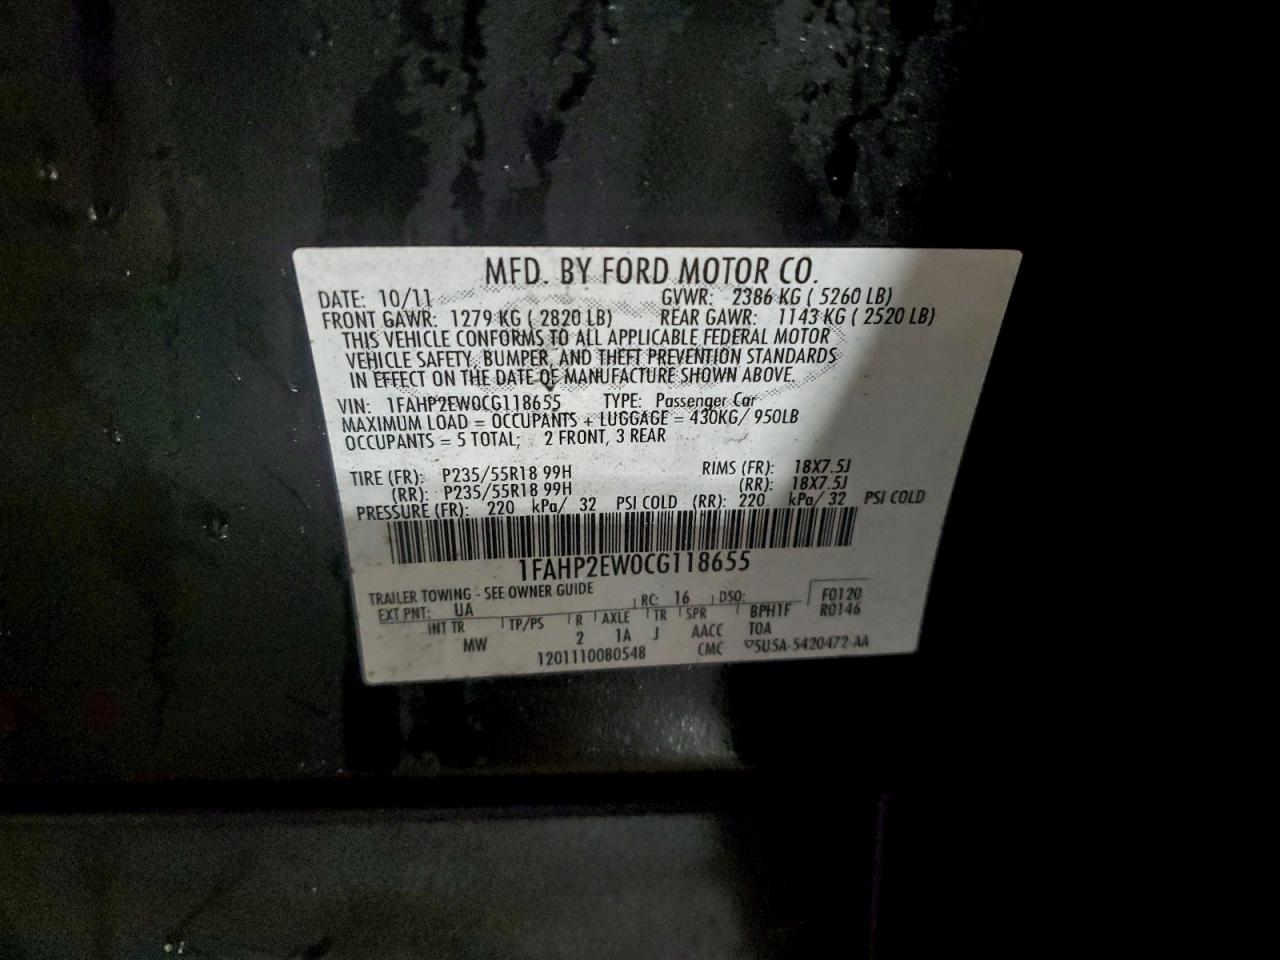 MFD. BY FORD MOTOR CO.
DATE: 10/11 GVWR: 2386 KG ( 5260 LB)
FRONT GAWR: 1279 KG ( 2820 LB) REAR GAWR: 1143 KG ( 2520 LB)
THIS VEHICLE CONFORMS TO ALL APPLICABLE FEDERAL MOTOR
VEHICLE SAFETY, BUMPER, AND THEFT PREVENTION STANDARDS
IN EFFECT ON THE DATE OF MANUFACTURE SHOWN ABOVE.
VIN: 1FAHP2EW0CG118655 TYPE: Passenger Car
MAXIMUM LOAD = OCCUPANTS + LUGGAGE = 430KG/ 950LB
OCCUPANTS = 5 TOTAL; 2 FRONT, 3 REAR
TIRE (FR): P235/55R18 99H RIMS (FR): 18X7.5J
(RR): P235/55R18 99H (RR): 18X7.5J
PRESSURE (FR): 220 kPa/ 32 PSI COLD (RR): 220 kPa/ 32 PSI COLD
1FAHP2EW0CG118655
TRAILER TOWING - SEE OWNER GUIDE
EXT PNT: UA RC: 16 DSO: F0120
R0146
INT TR TP/PS R AXLE TR SPR BPH1F
MW 2 1A J AACC TOA
1201110080548 CMC ▽5U5A-5420472-AA